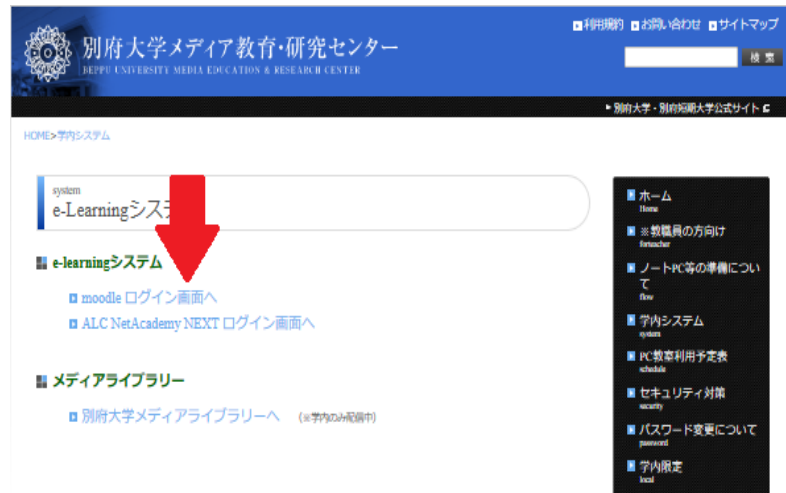 利用規約 お問い合わせ サイトマップ
別府大学メディア教育・研究センター
BEPPU UNIVERSITY MEDIA EDUCATION & RESEARCH CENTER
検索
別府大学・別府短期大学公式サイト
HOME>学内システム
system
e-Learningシス
e-learningシステム
moodle ログイン画面へ
ALC NetAcademy NEXT ログイン画面へ
メディアライブラリー
別府大学メディアライブラリーへ (※学内のみ配信中)
ホーム
Home
※教職員の方向け
forteacher
ノートPC等の準備につい
て
flow
学内システム
system
PC教室利用予定表
schedule
セキュリティ対策
security
パスワード変更について
password
学内限定
local